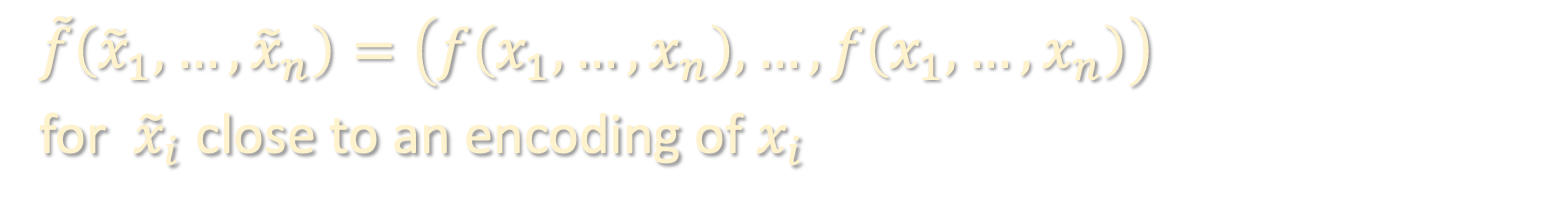 f̃(x̃₁, … , x̃ₙ) = (f(x₁, … , xₙ), … , f(x₁, … , xₙ))
for x̃ᵢ close to an encoding of xᵢ